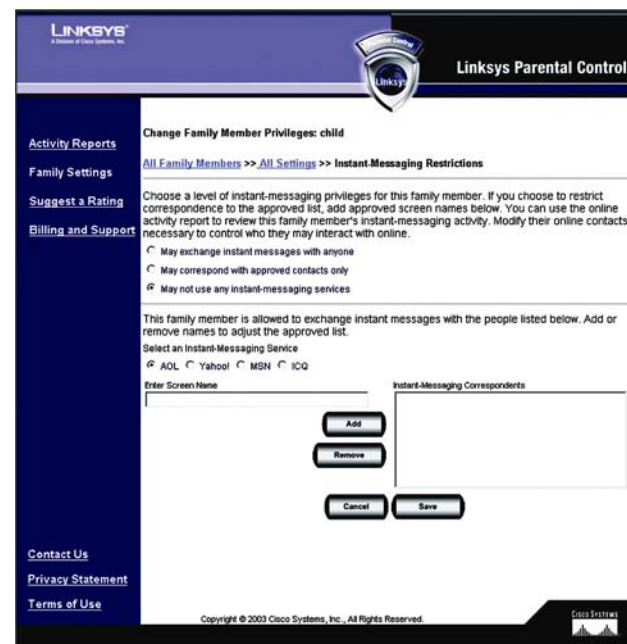 LINKSYS®
A Division of Cisco Systems, Inc.
Parental Control
Linksys
Linksys Parental Control
Activity Reports
Family Settings
Suggest a Rating
Billing and Support
Change Family Member Privileges: child
All Family Members >> All Settings >> Instant-Messaging Restrictions
Choose a level of instant-messaging privileges for this family member. If you choose to restrict
correspondence to the approved list, add approved screen names below. You can use the online
activity report to review this family member's instant-messaging activity. Modify their online contacts
necessary to control who they may interact with online.
May exchange instant messages with anyone
May correspond with approved contacts only
May not use any instant-messaging services
This family member is allowed to exchange instant messages with the people listed below. Add or
remove names to adjust the approved list.
Select an Instant-Messaging Service
AOL Yahoo! MSN ICQ
Enter Screen Name
Instant-Messaging Correspondents
Add
Remove
Cancel
Save
Contact Us
Privacy Statement
Terms of Use
Copyright © 2003 Cisco Systems, Inc., All Rights Reserved.
CISCO SYSTEMS